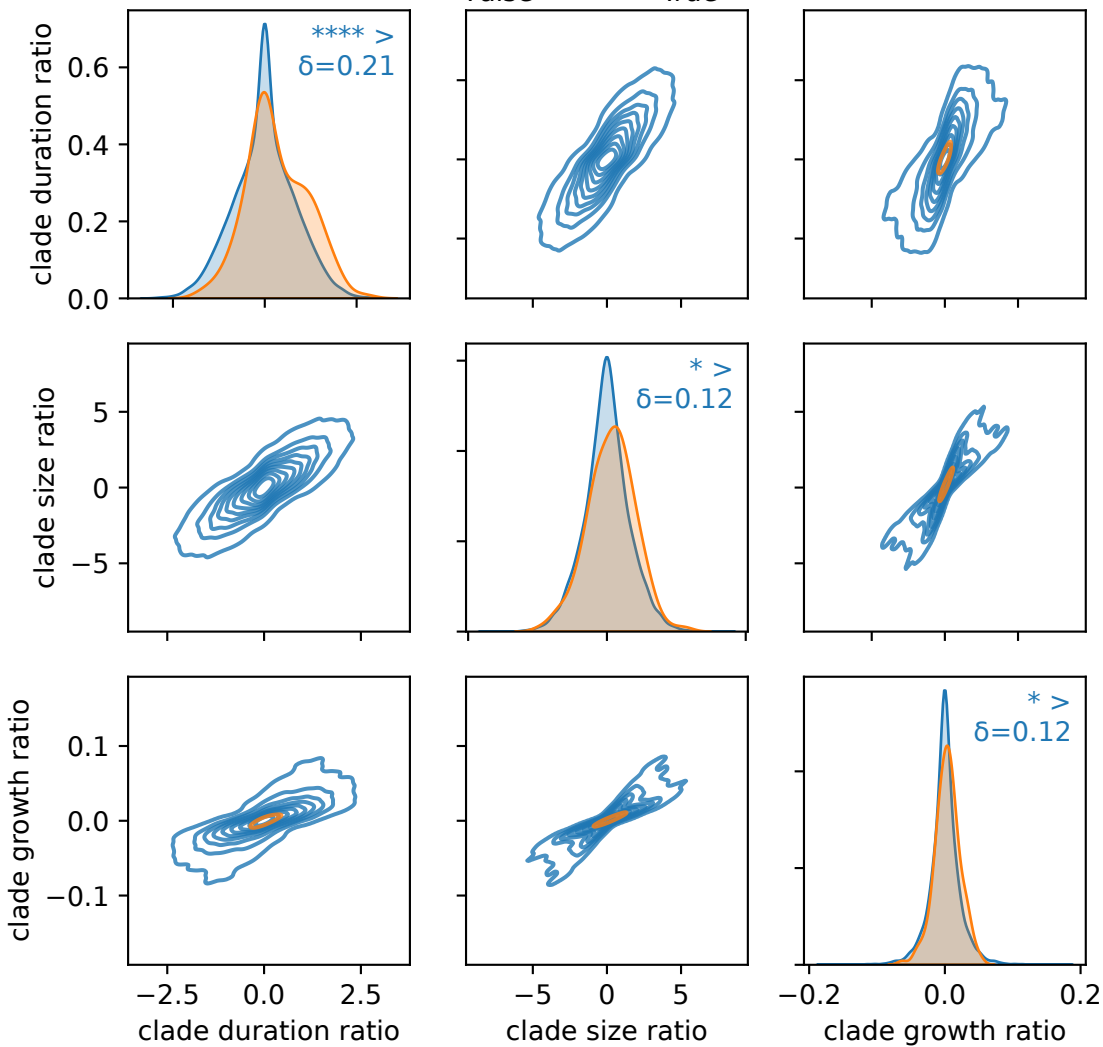 clade duration ratio
0.6
0.4
0.2
0.0
**** >
δ=0.21
clade size ratio
5
0
−5
* >
δ=0.12
clade growth ratio
0.1
0.0
−0.1
* >
δ=0.12
−2.5 0.0 2.5
−5 0 5
−0.2 0.0 0.2
clade duration ratio
clade size ratio
clade growth ratio